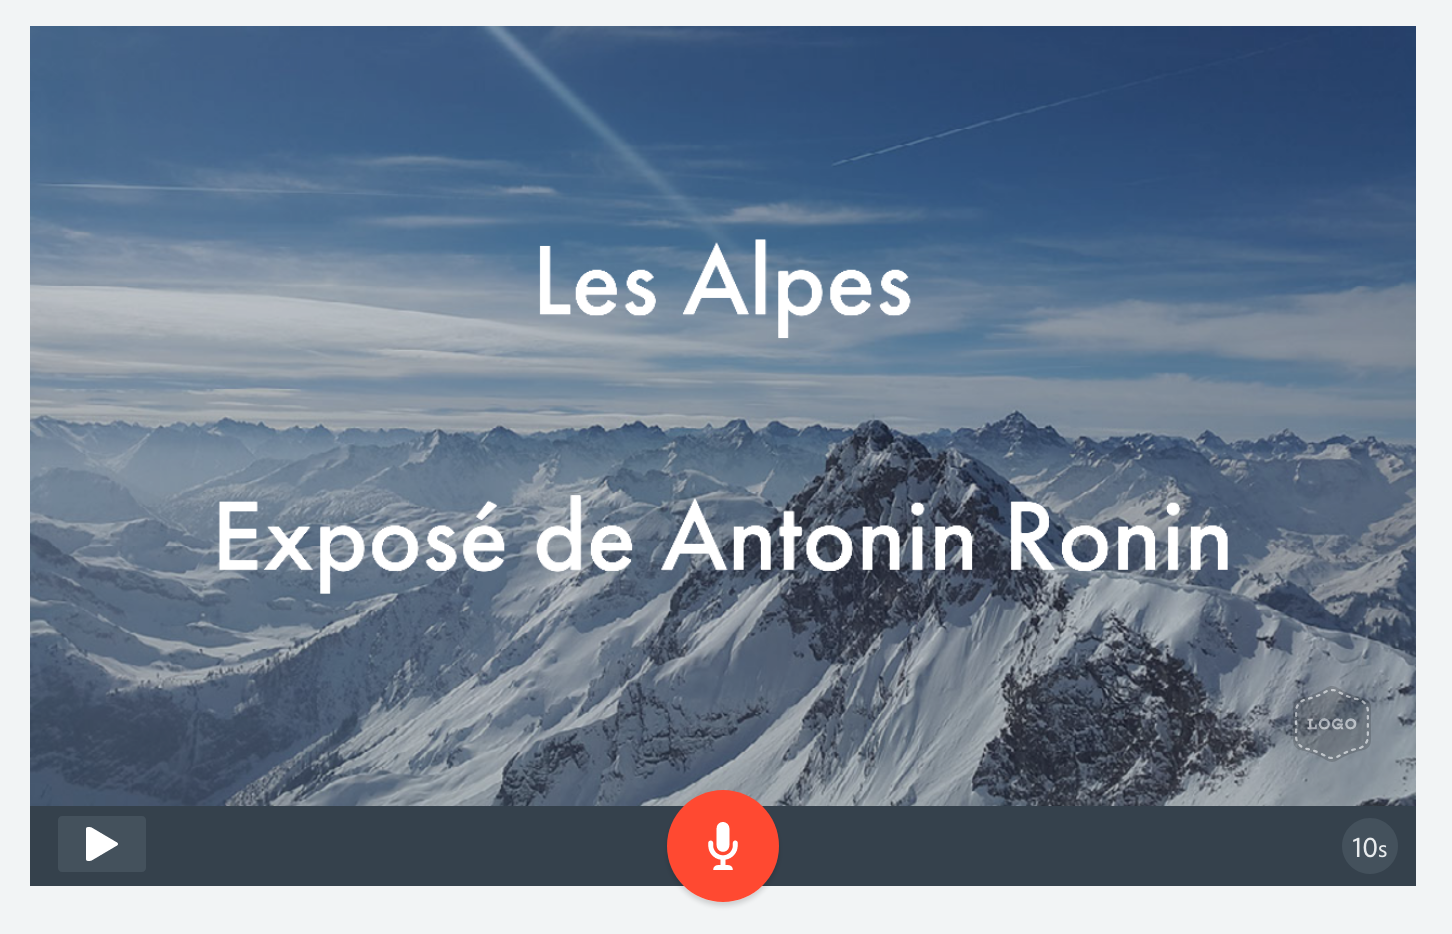 Les Alpes
Exposé de Antonin Ronin
LOGO
10s